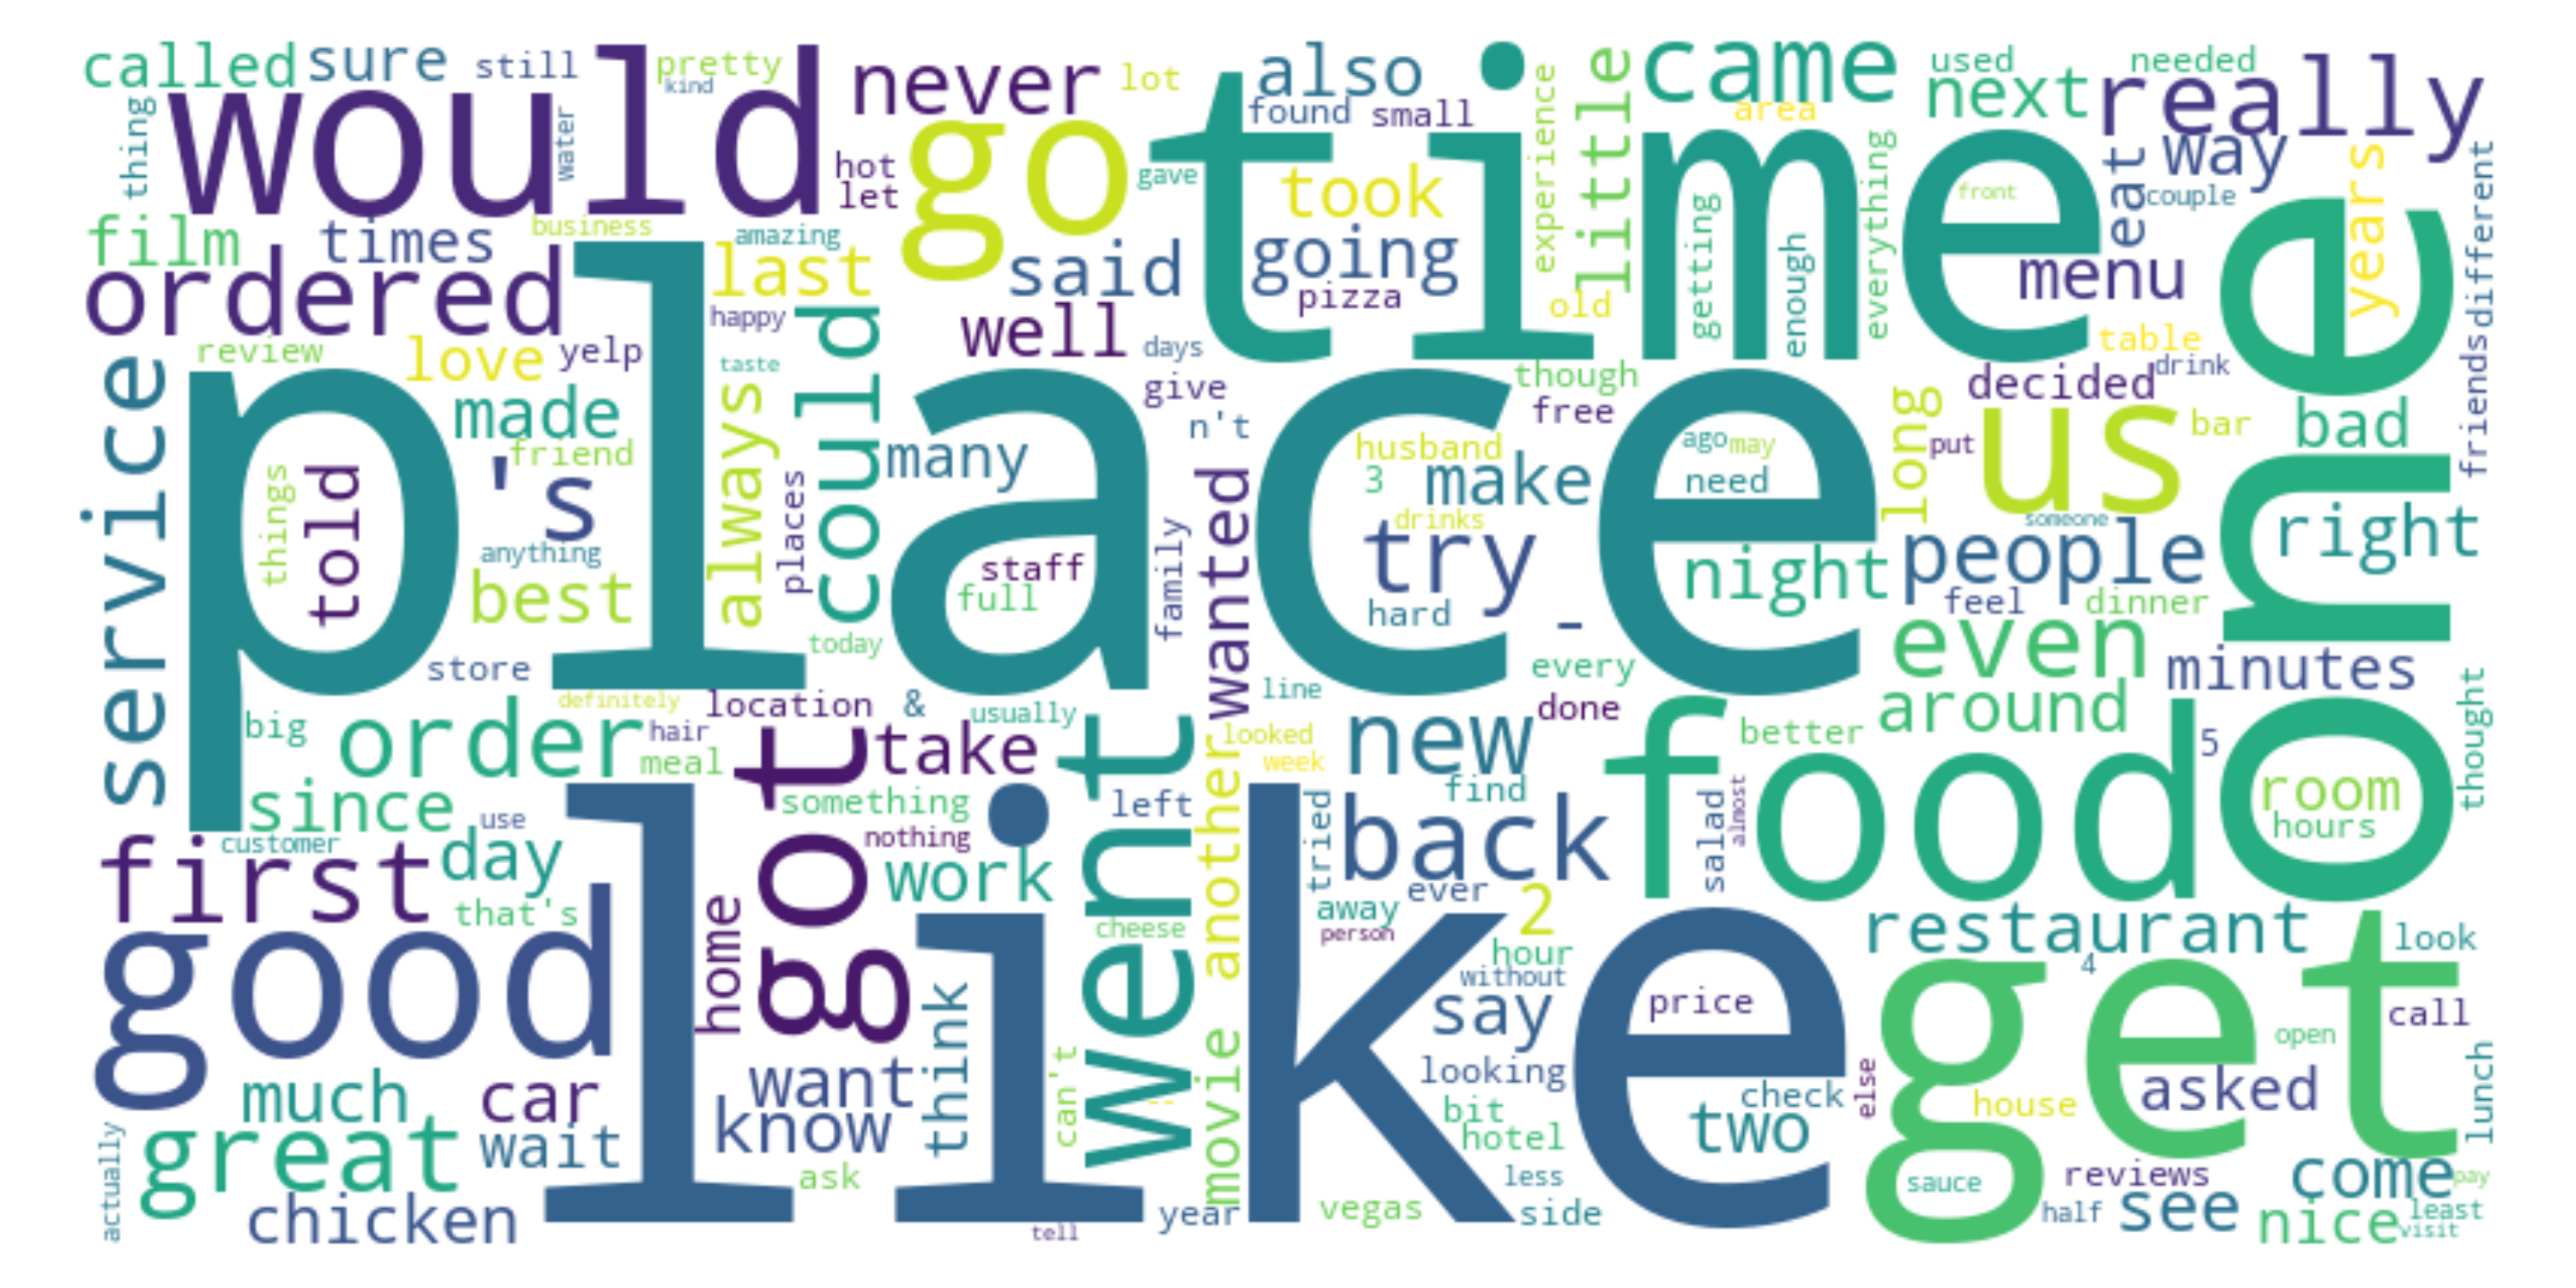 called
sure
still
pretty
kind
never
lot
also
found
small
came
area
used
next
needed
really
thing
would
water
hot
let
go
gave
time
took
going
pizza
experience
little
old
getting
enough
everything
front
eat
way
couple
years
different
film
times
business
amazing
ordered
last
said
menu
happy
well
days
table
drink
one
friends
review
love
yelp
taste
could
give
though
free
decided
service
place
made
friend
always
many
n't
husband
3
make
ago
may
need
long
put
us
bar
bad
things
told
's
anything
best
places
staff
full
family
wanted
drinks
try
hard
-
night
someone
people
feel
dinner
right
store
today
every
even
minutes
definitely
location
&
usually
line
done
around
thought
big
order
hair
meal
got
take
went
looked
week
new
better
food
5
since
use
something
nothing
left
another
find
tried
back
salad
almost
room
hours
customer
first
day
that's
work
cheese
ever
away
person
2
hour
without
restaurant
4
look
good
home
like
think
say
price
get
open
call
much
car
want
know
can't
--
movie
looking
bit
hotel
check
two
else
house
asked
lunch
actually
great
wait
ask
less
sauce
reviews
come
pay
chicken
tell
year
vegas
side
half
see
nice
least
visit